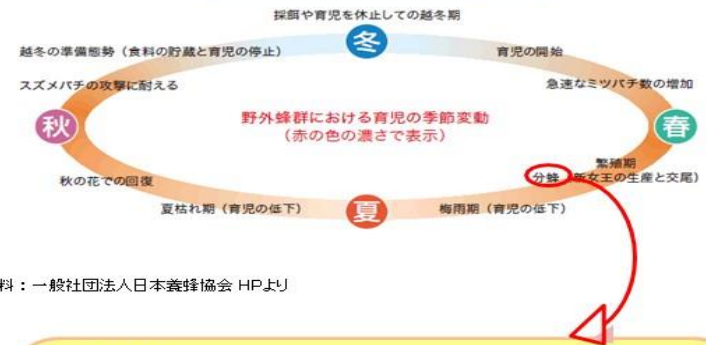 採餌や育児を休止しての越冬期
冬
越冬の準備態勢（食料の貯蔵と育児の停止）
育児の開始
スズメバチの攻撃に耐える
急速なミツバチ数の増加
秋
野外蜂群における育児の季節変動
（赤の色の濃さで表示）
春
繁殖期
秋の花での回復
分蜂（新女王の生産と交尾）
夏枯れ期（育児の低下）
夏
梅雨期（育児の低下）
料：一般社団法人日本養蜂協会 HPより